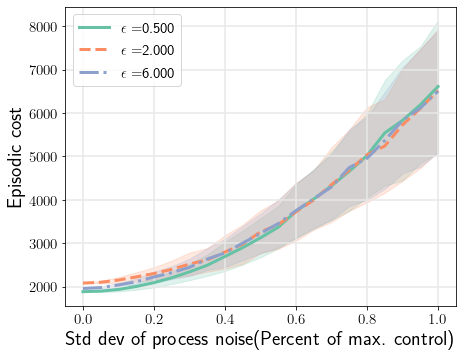 ϵ =0.500
ϵ =2.000
ϵ =6.000
8000
7000
6000
5000
4000
3000
2000
Episodic cost
0.0 0.2 0.4 0.6 0.8 1.0
Std dev of process noise(Percent of max. control)